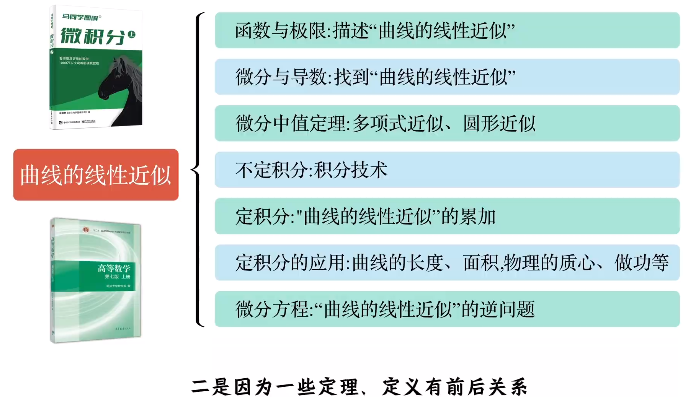 马同学图解
微积分 上
函数与极限:描述“曲线的线性近似”
微分与导数:找到“曲线的线性近似”
微分中值定理:多项式近似、圆形近似
曲线的线性近似
不定积分:积分技术
定积分:"曲线的线性近似”的累加
定积分的应用:曲线的长度、面积,物理的质心、做功等
微分方程:“曲线的线性近似”的逆问题
高等数学
第七版 上册
二是因为一些定理、定义有前后关系